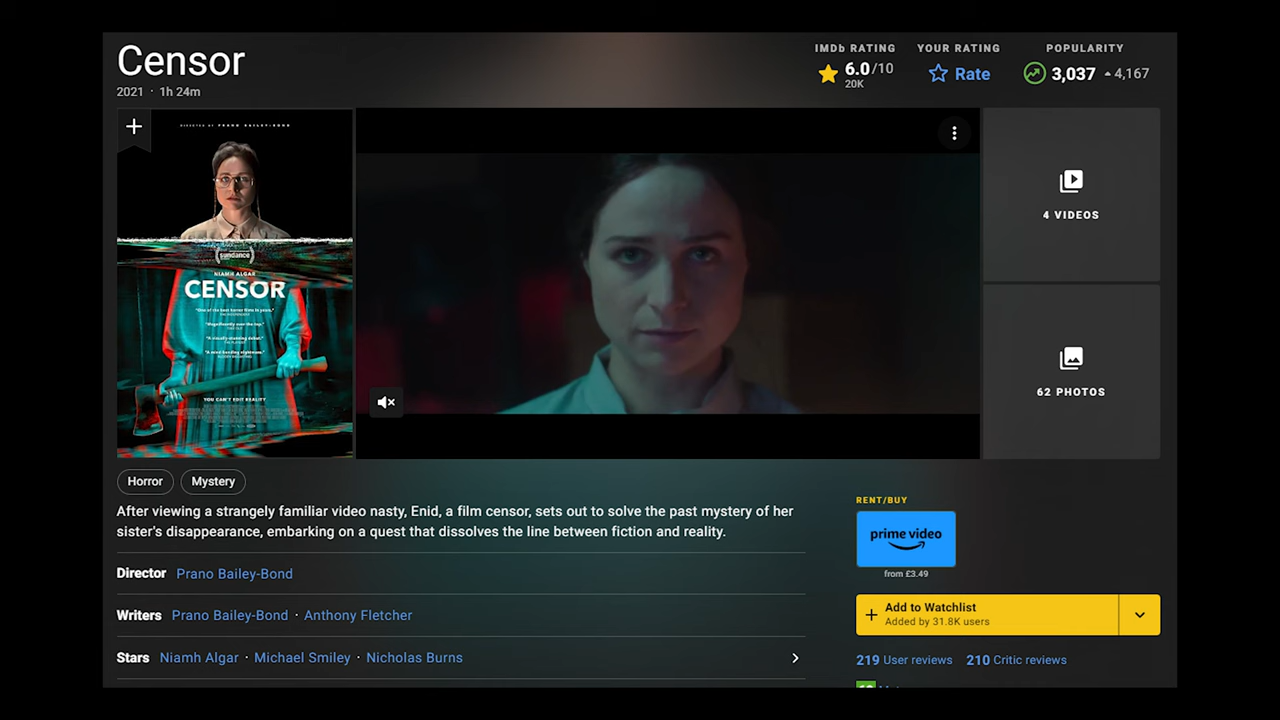 Censor
2021 · 1h 24m
IMDb RATING
6.0/10
20K
YOUR RATING
Rate
POPULARITY
3,037
4,167
DIRECTED BY PRANO BAILEY-BOND
sundance
NIAMH ALGAR
CENSOR
YOU CAN'T EDIT REALITY
4 VIDEOS
62 PHOTOS
Horror
Mystery
After viewing a strangely familiar video nasty, Enid, a film censor, sets out to solve the past mystery of her
sister's disappearance, embarking on a quest that dissolves the line between fiction and reality.
Director Prano Bailey-Bond
Writers Prano Bailey-Bond · Anthony Fletcher
Stars Niamh Algar · Michael Smiley · Nicholas Burns
RENT/BUY
prime video
from £3.49
Add to Watchlist
Added by 31.8K users
219 User reviews 210 Critic reviews